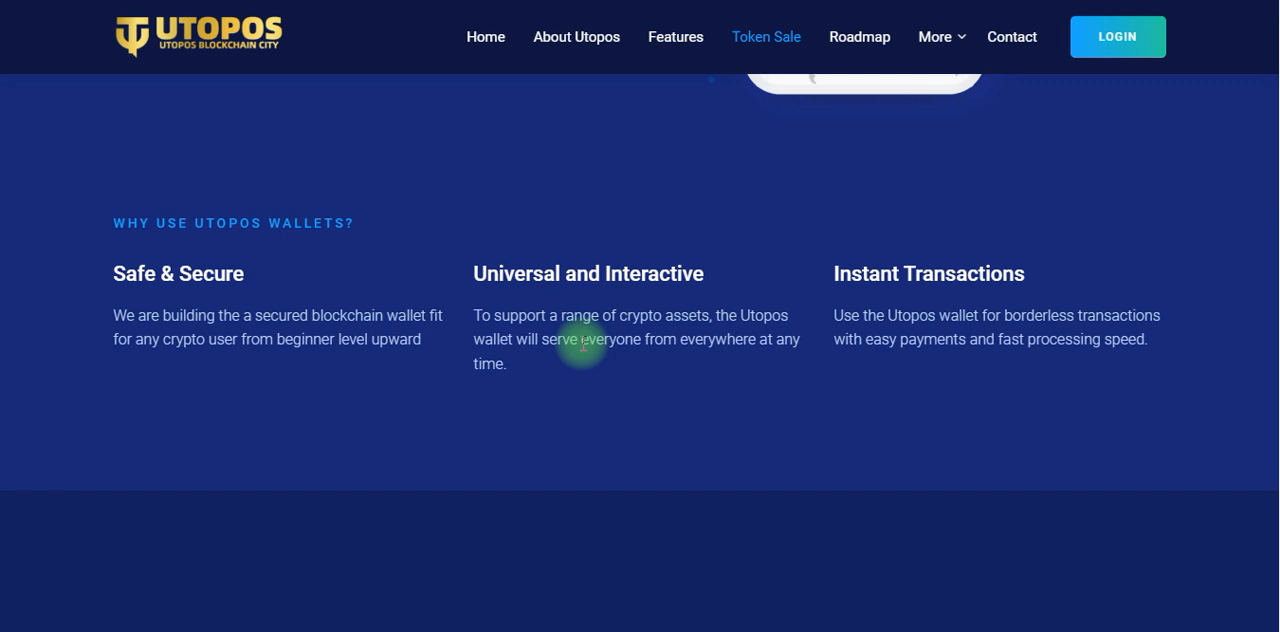 UTOPOS
UTOPOS BLOCKCHAIN CITY
Home About Utopos Features Token Sale Roadmap More Contact LOGIN
WHY USE UTOPOS WALLETS?
Safe & Secure
We are building the a secured blockchain wallet fit
for any crypto user from beginner level upward
Universal and Interactive
To support a range of crypto assets, the Utopos
wallet will serve everyone from everywhere at any
time.
Instant Transactions
Use the Utopos wallet for borderless transactions
with easy payments and fast processing speed.